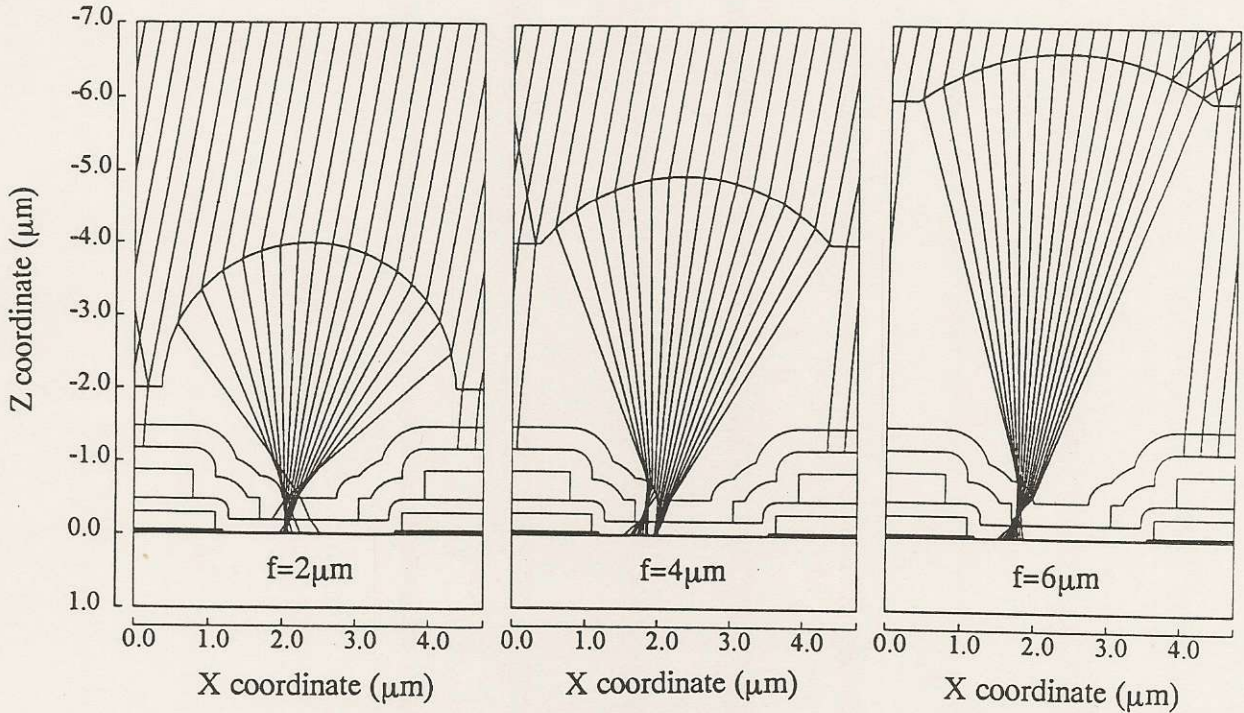 -7.0
-6.0
-5.0
-4.0
-3.0
-2.0
-1.0
0.0
1.0
Z coordinate (μm)
f=2μm
f=4μm
f=6μm
0.0 1.0 2.0 3.0 4.0
0.0 1.0 2.0 3.0 4.0
0.0 1.0 2.0 3.0 4.0
X coordinate (μm)
X coordinate (μm)
X coordinate (μm)